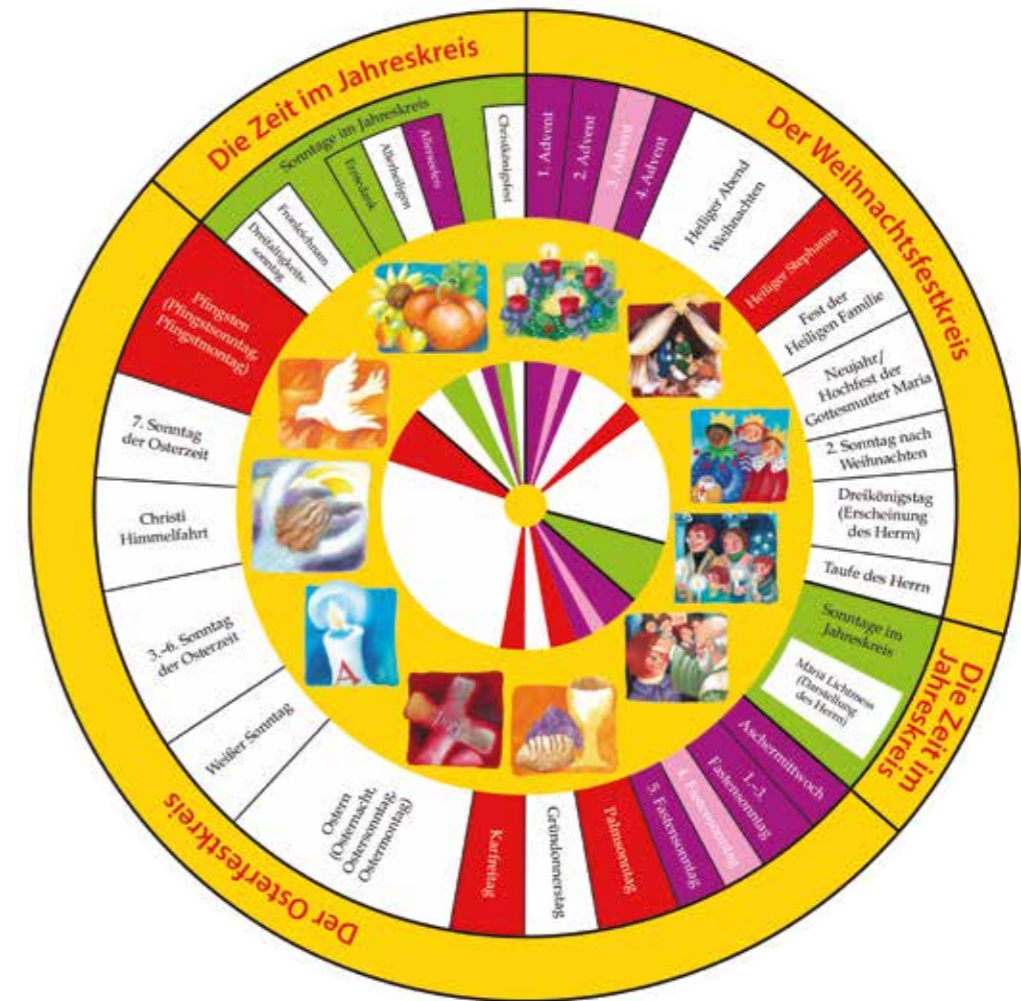 Der Weihnachtsfestkreis
1. Advent
2. Advent
3. Advent
4. Advent
Heiliger Abend
Weihnachten
Heiliger Stephanus
Fest der
Heiligen Familie
Neujahr/
Hochfest der
Gottesmutter Maria
2. Sonntag nach
Weihnachten
Dreikönigstag
(Erscheinung
des Herrn)
Taufe des Herrn
Die Zeit im
Jahreskreis
Sonntage im
Jahreskreis
Mariä Lichtmess
(Darstellung
des Herrn)
Der Osterfestkreis
Aschermittwoch
1.–3.
Fastensonntag
4. Fastensonntag
5. Fastensonntag
Palmsonntag
Gründonnerstag
Karfreitag
Ostern
(Osternacht,
Ostersonntag,
Ostermontag)
Weißer Sonntag
3.–6. Sonntag
der Osterzeit
Christi
Himmelfahrt
7. Sonntag
der Osterzeit
Pfingsten
(Pfingstsonntag,
Pfingstmontag)
Die Zeit im Jahreskreis
Sonntage im Jahreskreis
Dreifaltigkeits-
sonntag
Fronleichnam
Erntedank
Allerheiligen
Allerseelen
Christkönigsfest
A